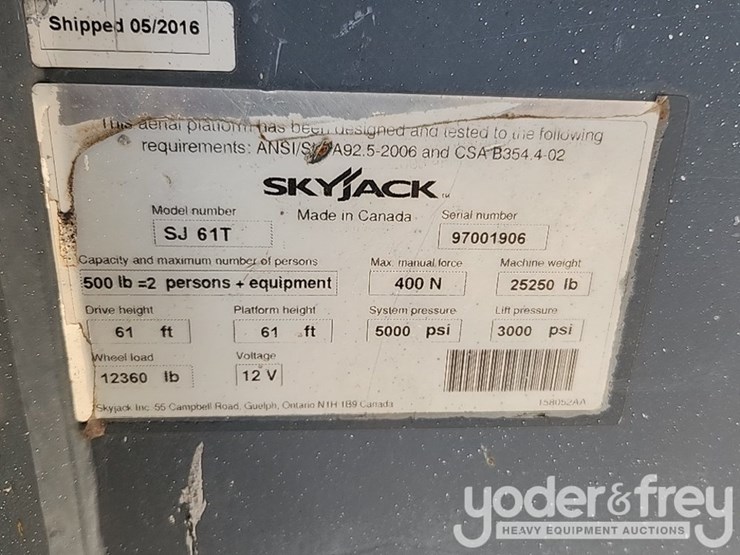 Shipped 05/2016
This aerial platform has been designed and tested to the following
requirements: ANSI/SIA A92.5-2006 and CSA B354.4-02
SKYJACK™
Model number
Made in Canada
Serial number
SJ 61T
97001906
Capacity and maximum number of persons
Max. manual force
Machine weight
500 lb =2 persons + equipment
400 N
25250 lb
Drive height
Platform height
System pressure
Lift pressure
61 ft
61 ft
5000 psi
3000 psi
Wheel load
Voltage
12360 lb
12 V
Skyjack Inc. 55 Campbell Road, Guelph, Ontario N1H 1B9 Canada
158052AA
yoder&frey
HEAVY EQUIPMENT AUCTIONS